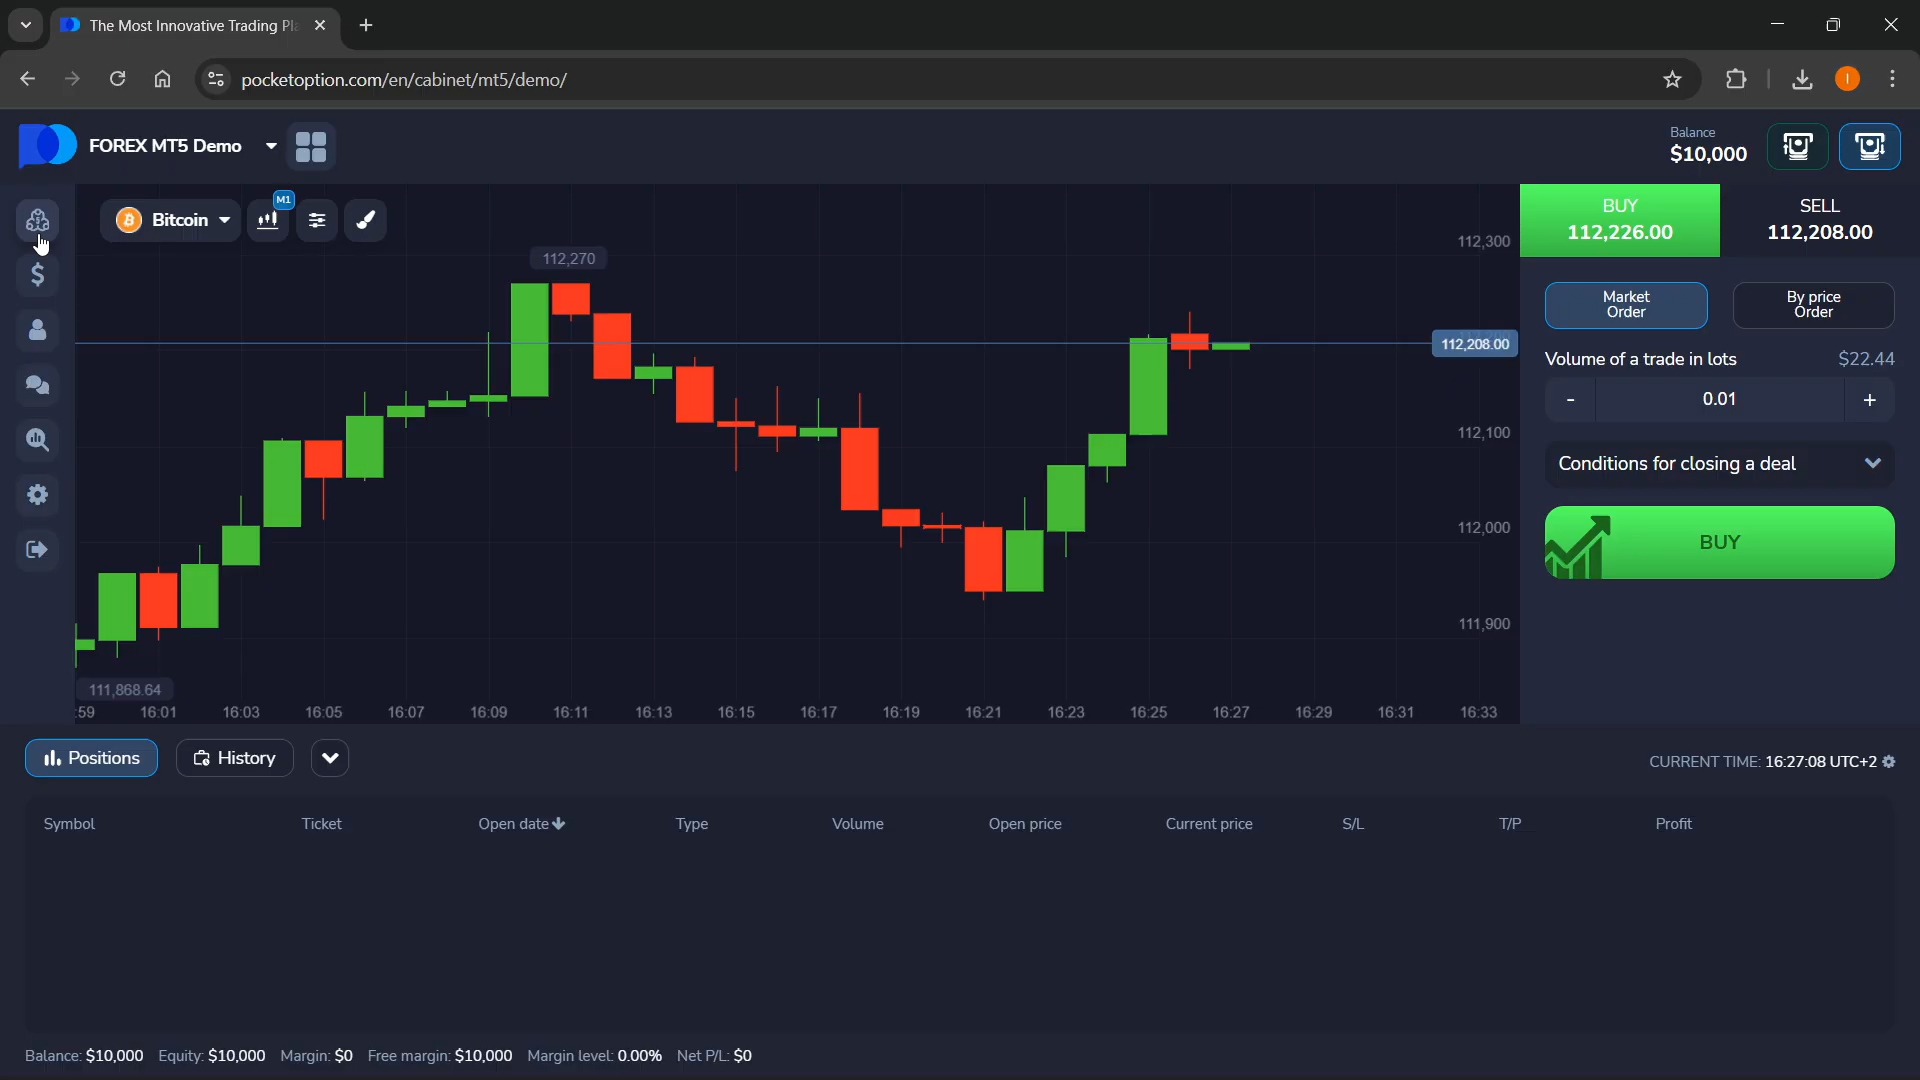 The Most Innovative Trading Pla
pocketoption.com/en/cabinet/mt5/demo/
I
FOREX MT5 Demo
Balance
$10,000
Bitcoin
M1
BUY
112,226.00
SELL
112,208.00
Market
Order
By price
Order
Volume of a trade in lots
$22.44
-
0.01
+
Conditions for closing a deal
BUY
112,270
111,868.64
112,300
112,208.00
112,100
112,000
111,900
:59 16:01 16:03 16:05 16:07 16:09 16:11 16:13 16:15 16:17 16:19 16:21 16:23 16:25 16:27 16:29 16:31 16:33
Positions
History
CURRENT TIME: 16:27:08 UTC+2
Symbol Ticket Open date Type Volume Open price Current price S/L T/P Profit
Balance: $10,000 Equity: $10,000 Margin: $0 Free margin: $10,000 Margin level: 0.00% Net P/L: $0